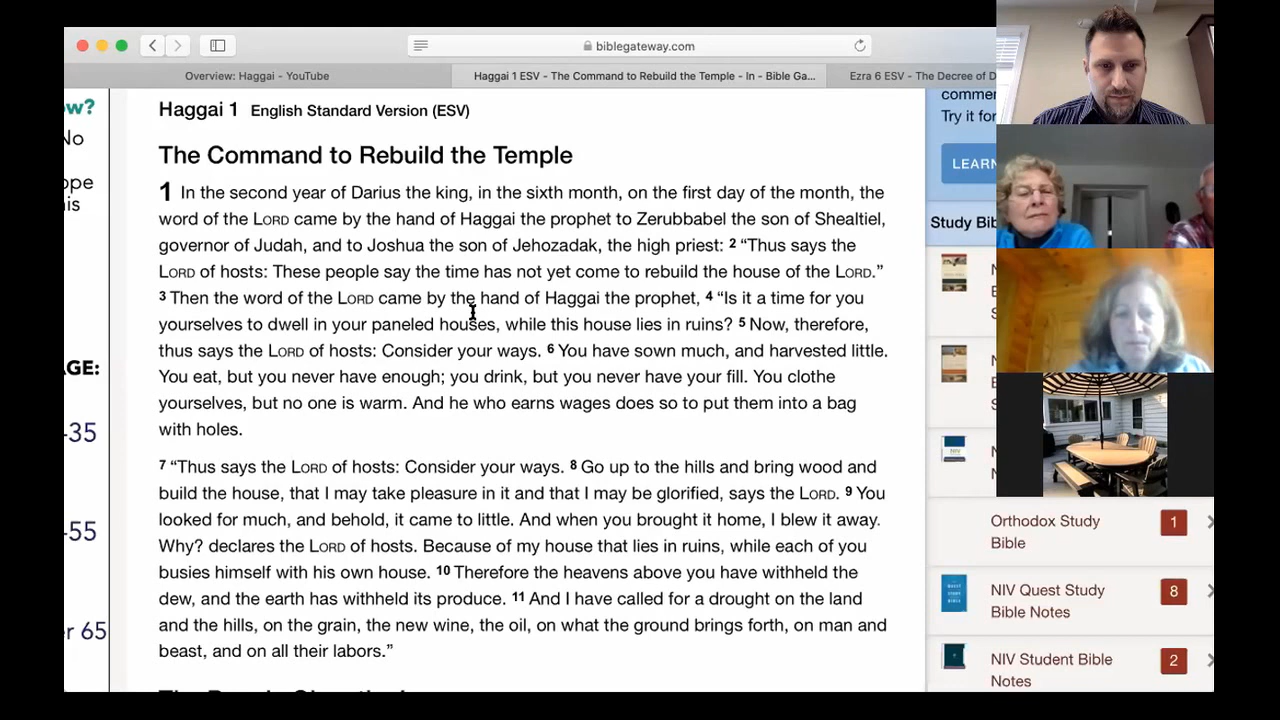 biblegateway.com
Overview: Haggai - YouTube
Haggai 1 ESV - The Command to Rebuild the Temple - In - Bible Ga...
Ezra 6 ESV - The Decree of D
ow?
No
ope
is
GE:
-35
-55
r 65
Haggai 1 English Standard Version (ESV)
The Command to Rebuild the Temple
1 In the second year of Darius the king, in the sixth month, on the first day of the month, the
word of the LORD came by the hand of Haggai the prophet to Zerubbabel the son of Shealtiel,
governor of Judah, and to Joshua the son of Jehozadak, the high priest: 2 “Thus says the
LORD of hosts: These people say the time has not yet come to rebuild the house of the LORD.”
3 Then the word of the LORD came by the hand of Haggai the prophet, 4 “Is it a time for you
yourselves to dwell in your paneled houses, while this house lies in ruins? 5 Now, therefore,
thus says the LORD of hosts: Consider your ways. 6 You have sown much, and harvested little.
You eat, but you never have enough; you drink, but you never have your fill. You clothe
yourselves, but no one is warm. And he who earns wages does so to put them into a bag
with holes.
7 “Thus says the LORD of hosts: Consider your ways. 8 Go up to the hills and bring wood and
build the house, that I may take pleasure in it and that I may be glorified, says the LORD. 9 You
looked for much, and behold, it came to little. And when you brought it home, I blew it away.
Why? declares the LORD of hosts. Because of my house that lies in ruins, while each of you
busies himself with his own house. 10 Therefore the heavens above you have withheld the
dew, and the earth has withheld its produce. 11 And I have called for a drought on the land
and the hills, on the grain, the new wine, the oil, on what the ground brings forth, on man and
beast, and on all their labors.”
commen
Try it for
LEARN
Study Bib
Orthodox Study
Bible
1
NIV Quest Study
Bible Notes
8
NIV Student Bible
Notes
2